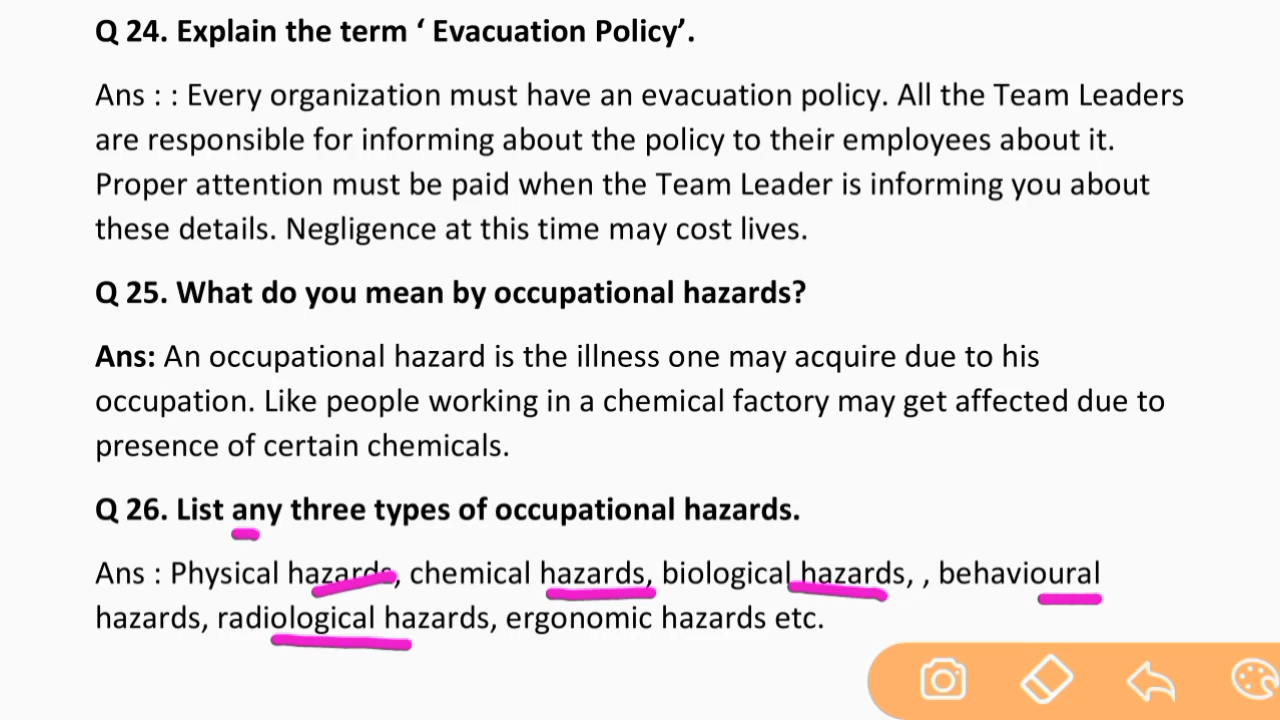 Q 24. Explain the term ‘ Evacuation Policy’.
Ans : : Every organization must have an evacuation policy. All the Team Leaders
are responsible for informing about the policy to their employees about it.
Proper attention must be paid when the Team Leader is informing you about
these details. Negligence at this time may cost lives.
Q 25. What do you mean by occupational hazards?
Ans: An occupational hazard is the illness one may acquire due to his
occupation. Like people working in a chemical factory may get affected due to
presence of certain chemicals.
Q 26. List any three types of occupational hazards.
Ans : Physical hazards, chemical hazards, biological hazards, , behavioural
hazards, radiological hazards, ergonomic hazards etc.